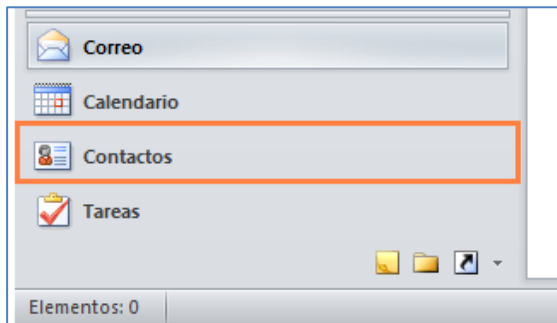 Correo
Calendario
Contactos
Tareas
Elementos: 0